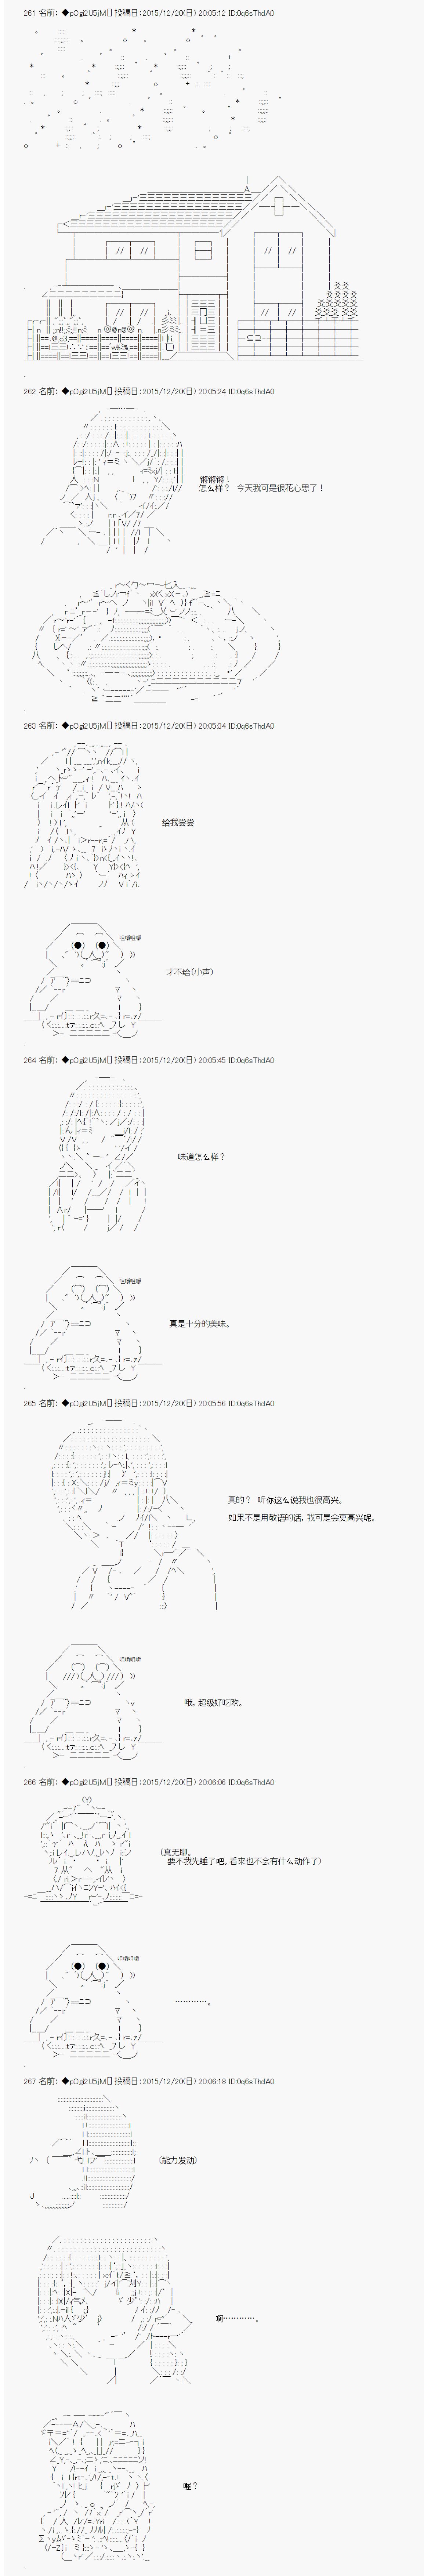 261 名前：◆pOgi2U5jM 投稿日：2015/12/20(日) 20:05:12 ID:0q6sThdA0
262 名前：◆pOgi2U5jM 投稿日：2015/12/20(日) 20:05:24 ID:0q6sThdA0
锵锵锵！
怎么样？ 今天我可是很花心思了！
263 名前：◆pOgi2U5jM 投稿日：2015/12/20(日) 20:05:34 ID:0q6sThdA0
给我尝尝
咀嚼咀嚼
才不给(小声)
264 名前：◆pOgi2U5jM 投稿日：2015/12/20(日) 20:05:45 ID:0q6sThdA0
味道怎么样？
咀嚼咀嚼
真是十分的美味。
265 名前：◆pOgi2U5jM 投稿日：2015/12/20(日) 20:05:56 ID:0q6sThdA0
真的？ 听你这么说我也很高兴。
如果不是用敬语的话，我可是会更高兴呢。
咀嚼咀嚼
哦，超级好吃欸。
266 名前：◆pOgi2U5jM 投稿日：2015/12/20(日) 20:06:06 ID:0q6sThdA0
(真无聊。
要不我先睡了吧。看来也不会有什么动作了)
咀嚼咀嚼
…………。
267 名前：◆pOgi2U5jM 投稿日：2015/12/20(日) 20:06:18 ID:0q6sThdA0
(能力发动)
啊…………。
喔？